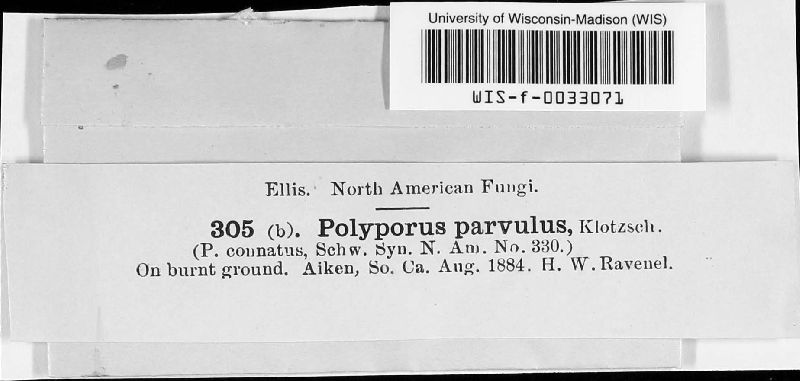 University of Wisconsin-Madison (WIS)
WIS-f-0033071
Ellis. North American Fungi.
305 (b). Polyporus parvulus, Klotzsch.
(P. connatus, Schw. Syn. N. Am. No. 330.)
On burnt ground. Aiken, So. Ca. Aug. 1884. H. W. Ravenel.